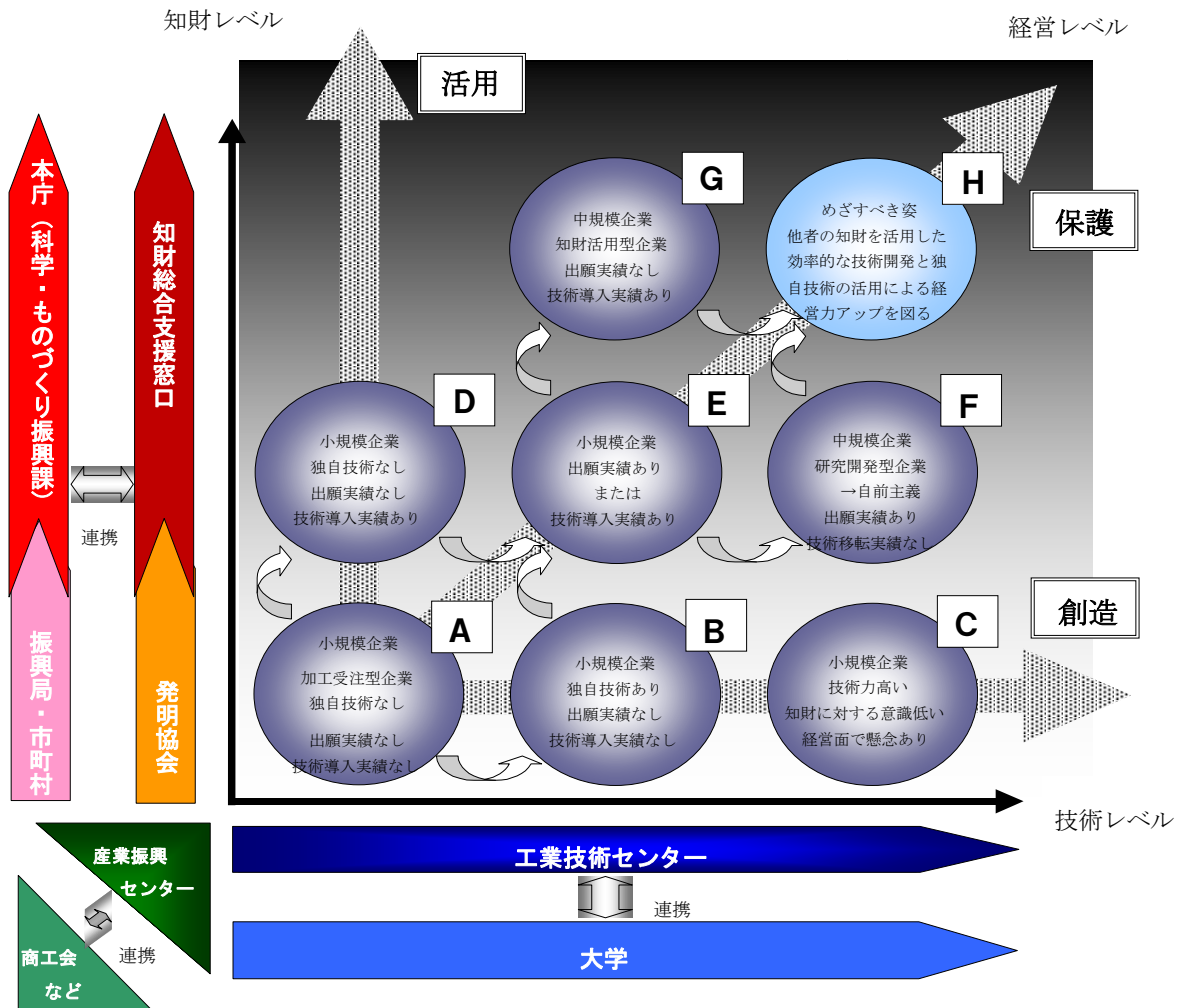 知財レベル
経営レベル
活用
G
中規模企業
知財活用型企業
出願実績なし
技術導入実績あり
H
めざすべき姿
他者の知財を活用した
効率的な技術開発と独
自技術の活用による経
営力アップを図る
保護
本庁（科学・ものづくり振興課）
知財総合支援窓口
連携
振興局・市町村
発明協会
D
小規模企業
独自技術なし
出願実績なし
技術導入実績あり
E
小規模企業
出願実績あり
または
技術導入実績あり
F
中規模企業
研究開発型企業
→自前主義
出願実績あり
技術移転実績なし
A
小規模企業
加工受注型企業
独自技術なし
出願実績なし
技術導入実績なし
B
小規模企業
独自技術あり
出願実績なし
技術導入実績なし
C
小規模企業
技術力高い
知財に対する意識低い
経営面で懸念あり
創造
技術レベル
産業振興
センター
連携
商工会
など
工業技術センター
連携
大学